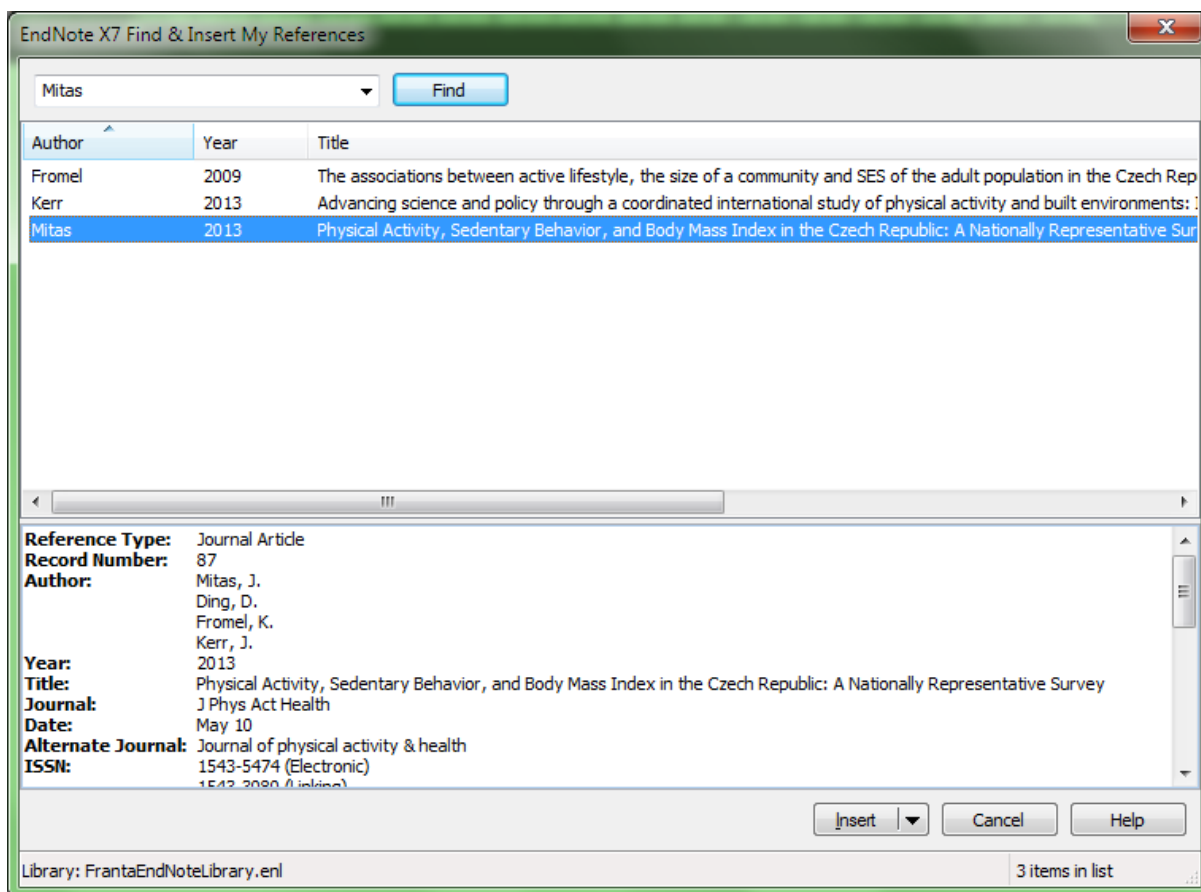 EndNote X7 Find & Insert My References
Mitas Find
Author Year Title
Fromel 2009 The associations between active lifestyle, the size of a community and SES of the adult population in the Czech Rep
Kerr 2013 Advancing science and policy through a coordinated international study of physical activity and built environments:
Mitas 2013 Physical Activity, Sedentary Behavior, and Body Mass Index in the Czech Republic: A Nationally Representative Sur
Reference Type: Journal Article
Record Number: 87
Author: Mitas, J.
Ding, D.
Fromel, K.
Kerr, J.
Year: 2013
Title: Physical Activity, Sedentary Behavior, and Body Mass Index in the Czech Republic: A Nationally Representative Survey
Journal: J Phys Act Health
Date: May 10
Alternate Journal: Journal of physical activity & health
ISSN: 1543-5474 (Electronic)
1543-3080 (Linking)
Insert Cancel Help
Library: FrantaEndNoteLibrary.enl 3 items in list